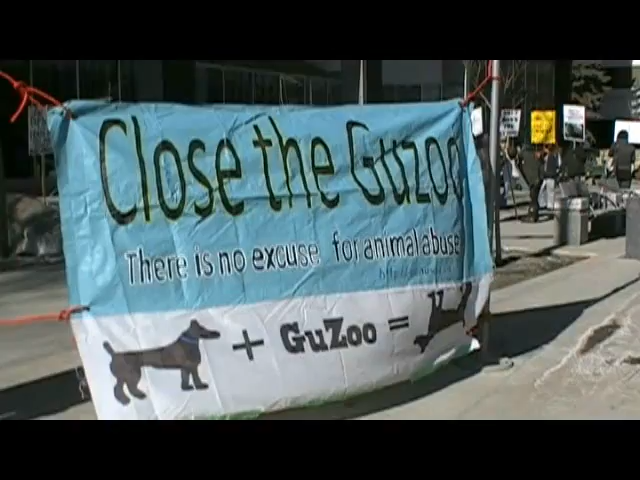 Close the Guzoo
There is no excuse for animal abuse
+ GuZoo =